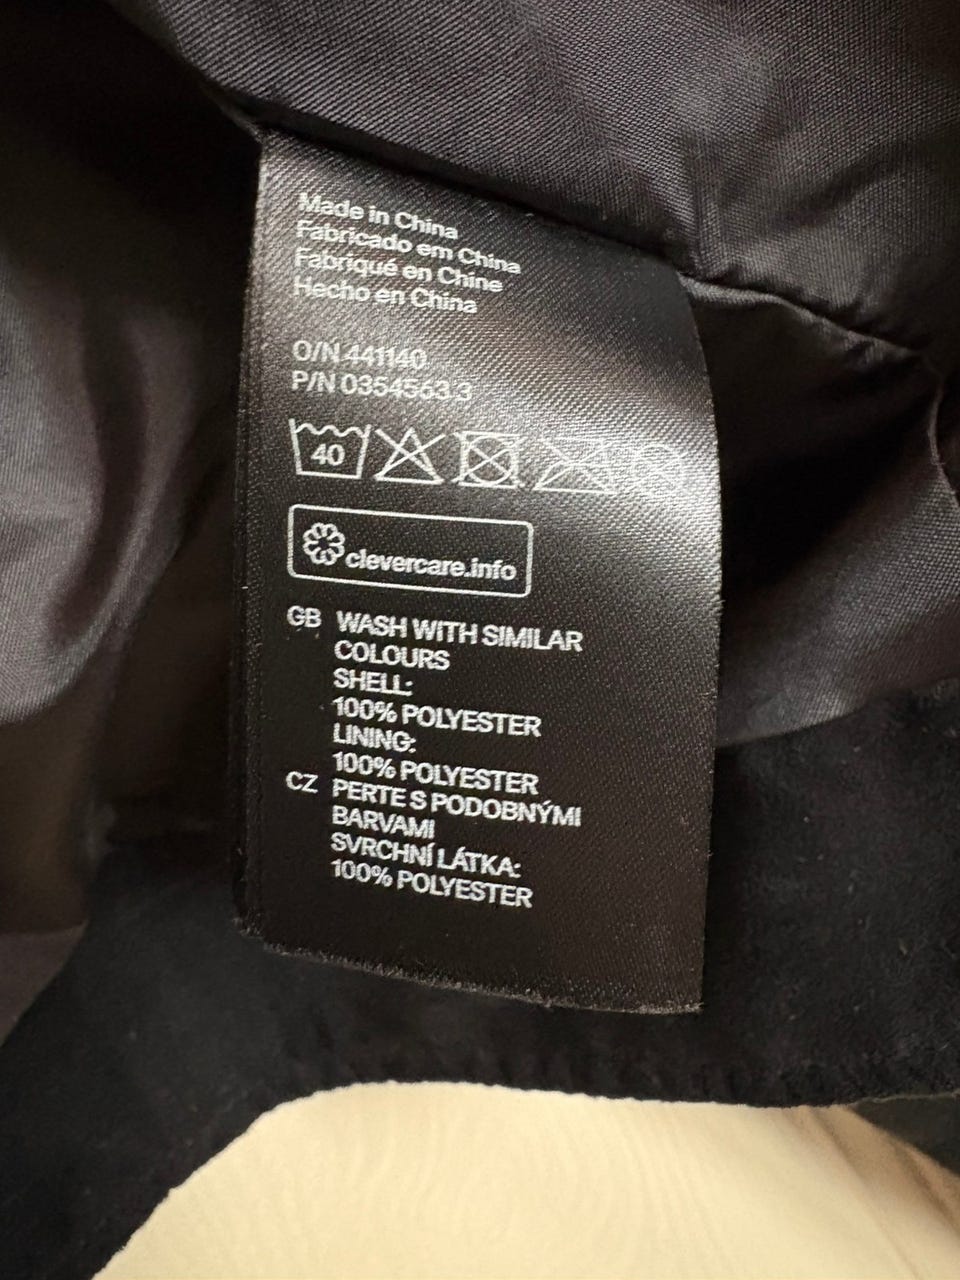 Made in China
Fabricado em China
Fabriqué en Chine
Hecho en China
O/N 441140
P/N 0354563.3
40
clevercare.info
GB WASH WITH SIMILAR
COLOURS
SHELL:
100% POLYESTER
LINING:
100% POLYESTER
CZ PERTE S PODOBNÝMI
BARVAMI
SVRCHNÍ LÁTKA:
100% POLYESTER